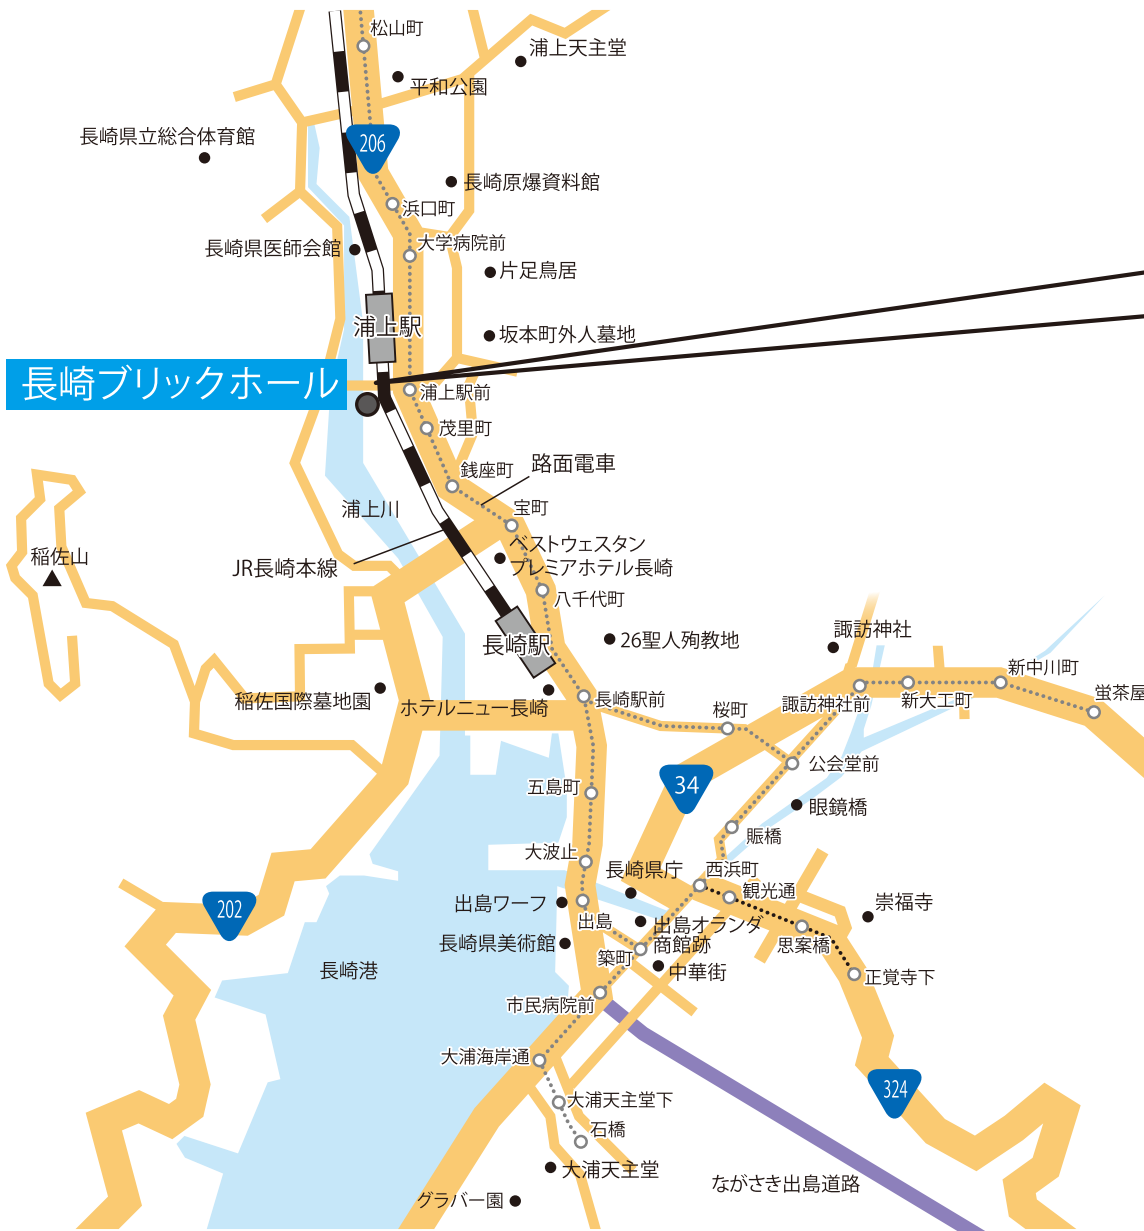 松山町
浦上天主堂
平和公園
長崎県立総合体育館
206
長崎原爆資料館
浜口町
大学病院前
長崎県医師会館
片足鳥居
浦上駅
坂本町外人墓地
長崎ブリックホール
浦上駅前
茂里町
銭座町
路面電車
浦上川
宝町
稲佐山
JR長崎本線
ベストウェスタン
プレミアホテル長崎
八千代町
長崎駅
26聖人殉教地
諏訪神社
新中川町
稲佐国際墓地園
ホテルニュー長崎
長崎駅前
桜町
諏訪神社前
新大工町
蛍茶屋
公会堂前
34
五島町
眼鏡橋
賑橋
大波止
長崎県庁
西浜町
観光通
202
出島ワーフ
出島
出島オランダ
商館跡
崇福寺
長崎県美術館
築町
思案橋
長崎港
中華街
正覚寺下
市民病院前
大浦海岸通
324
大浦天主堂下
石橋
大浦天主堂
ながさき出島道路
グラバー園